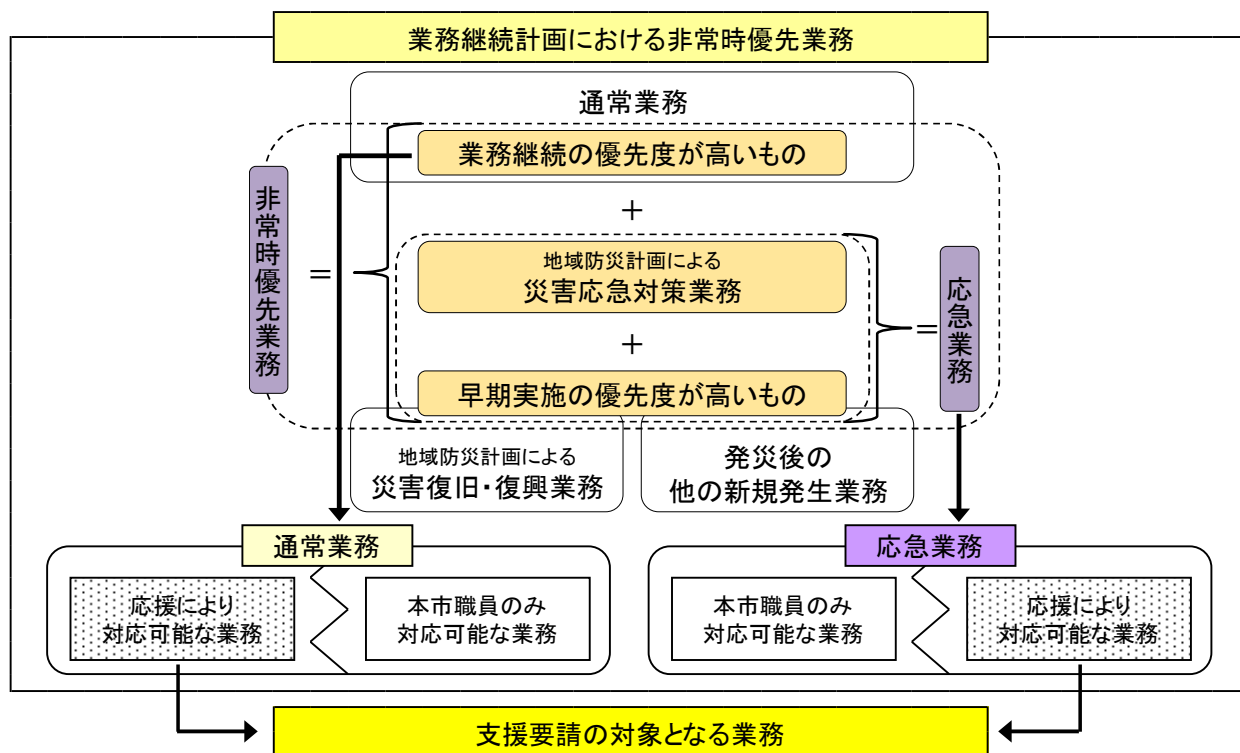 業務継続計画における非常時優先業務
通常業務
業務継続の優先度が高いもの
+
非常時優先業務
=
地域防災計画による
災害応急対策業務
+
早期実施の優先度が高いもの
=
応急業務
地域防災計画による
災害復旧・復興業務
発災後の
他の新規発生業務
通常業務
応援により
対応可能な業務
本市職員のみ
対応可能な業務
応急業務
本市職員のみ
対応可能な業務
応援により
対応可能な業務
支援要請の対象となる業務